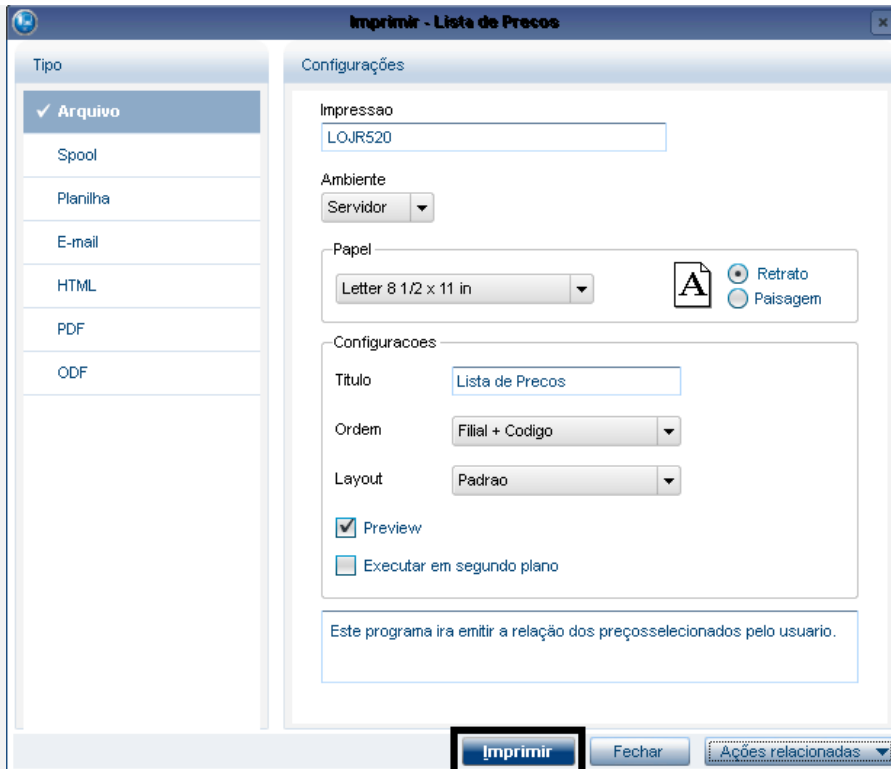 Imprimir - Lista de Precos
Tipo
Arquivo
Spool
Planilha
E-mail
HTML
PDF
ODF
Configurações
Impressao
LOJR520
Ambiente
Servidor
Papel
Letter 8 1/2 x 11 in
A
Retrato
Paisagem
Configuracoes
Titulo
Lista de Precos
Ordem
Filial + Codigo
Layout
Padrao
Preview
Executar em segundo plano
Este programa ira emitir a relação dos preçosselecionados pelo usuario.
Imprimir
Fechar
Ações relacionadas